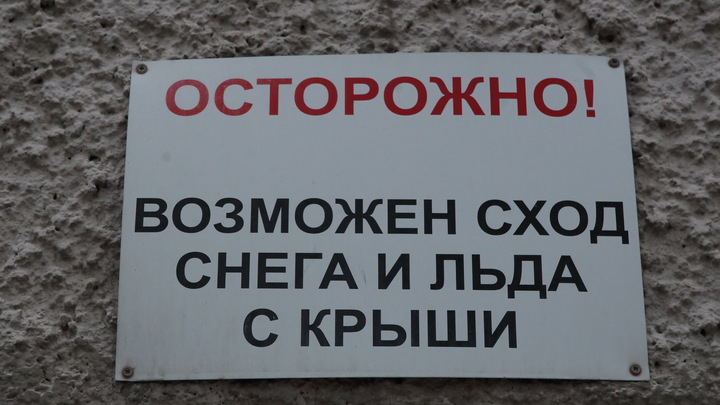 ОСТОРОЖНО!
ВОЗМОЖЕН СХОД
СНЕГА И ЛЬДА
С КРЫШИ